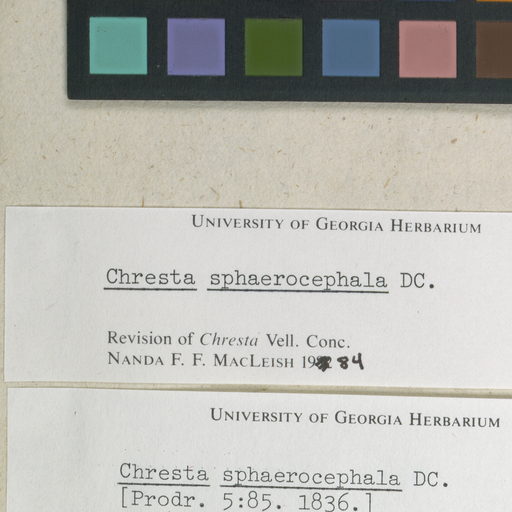 UNIVERSITY OF GEORGIA HERBARIUM
Chresta sphaerocephala DC.
Revision of Chresta Vell. Conc.
NANDA F. F. MACLEISH 19 84
UNIVERSITY OF GEORGIA HERBARIUM
Chresta sphaerocephala DC.
[Prodr. 5:85. 1836.]